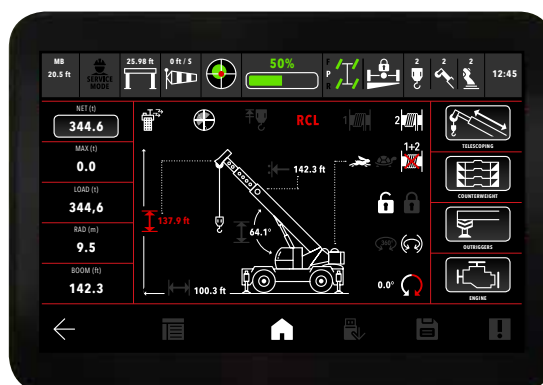 MB
20.5 ft
SERVICE
MODE
25.98 ft
0 ft / S
50%
F
P
R
2
2
2
12:45
NET (t)
344.6
MAX (t)
0.0
LOAD (t)
344,6
RAD (m)
9.5
BOOM (ft)
142.3
RCL
1
2
1+2
142.3 ft
137.9 ft
64.1°
360°
100.3 ft
0.0°
TELESCOPING
COUNTERWEIGHT
OUTRIGGERS
ENGINE